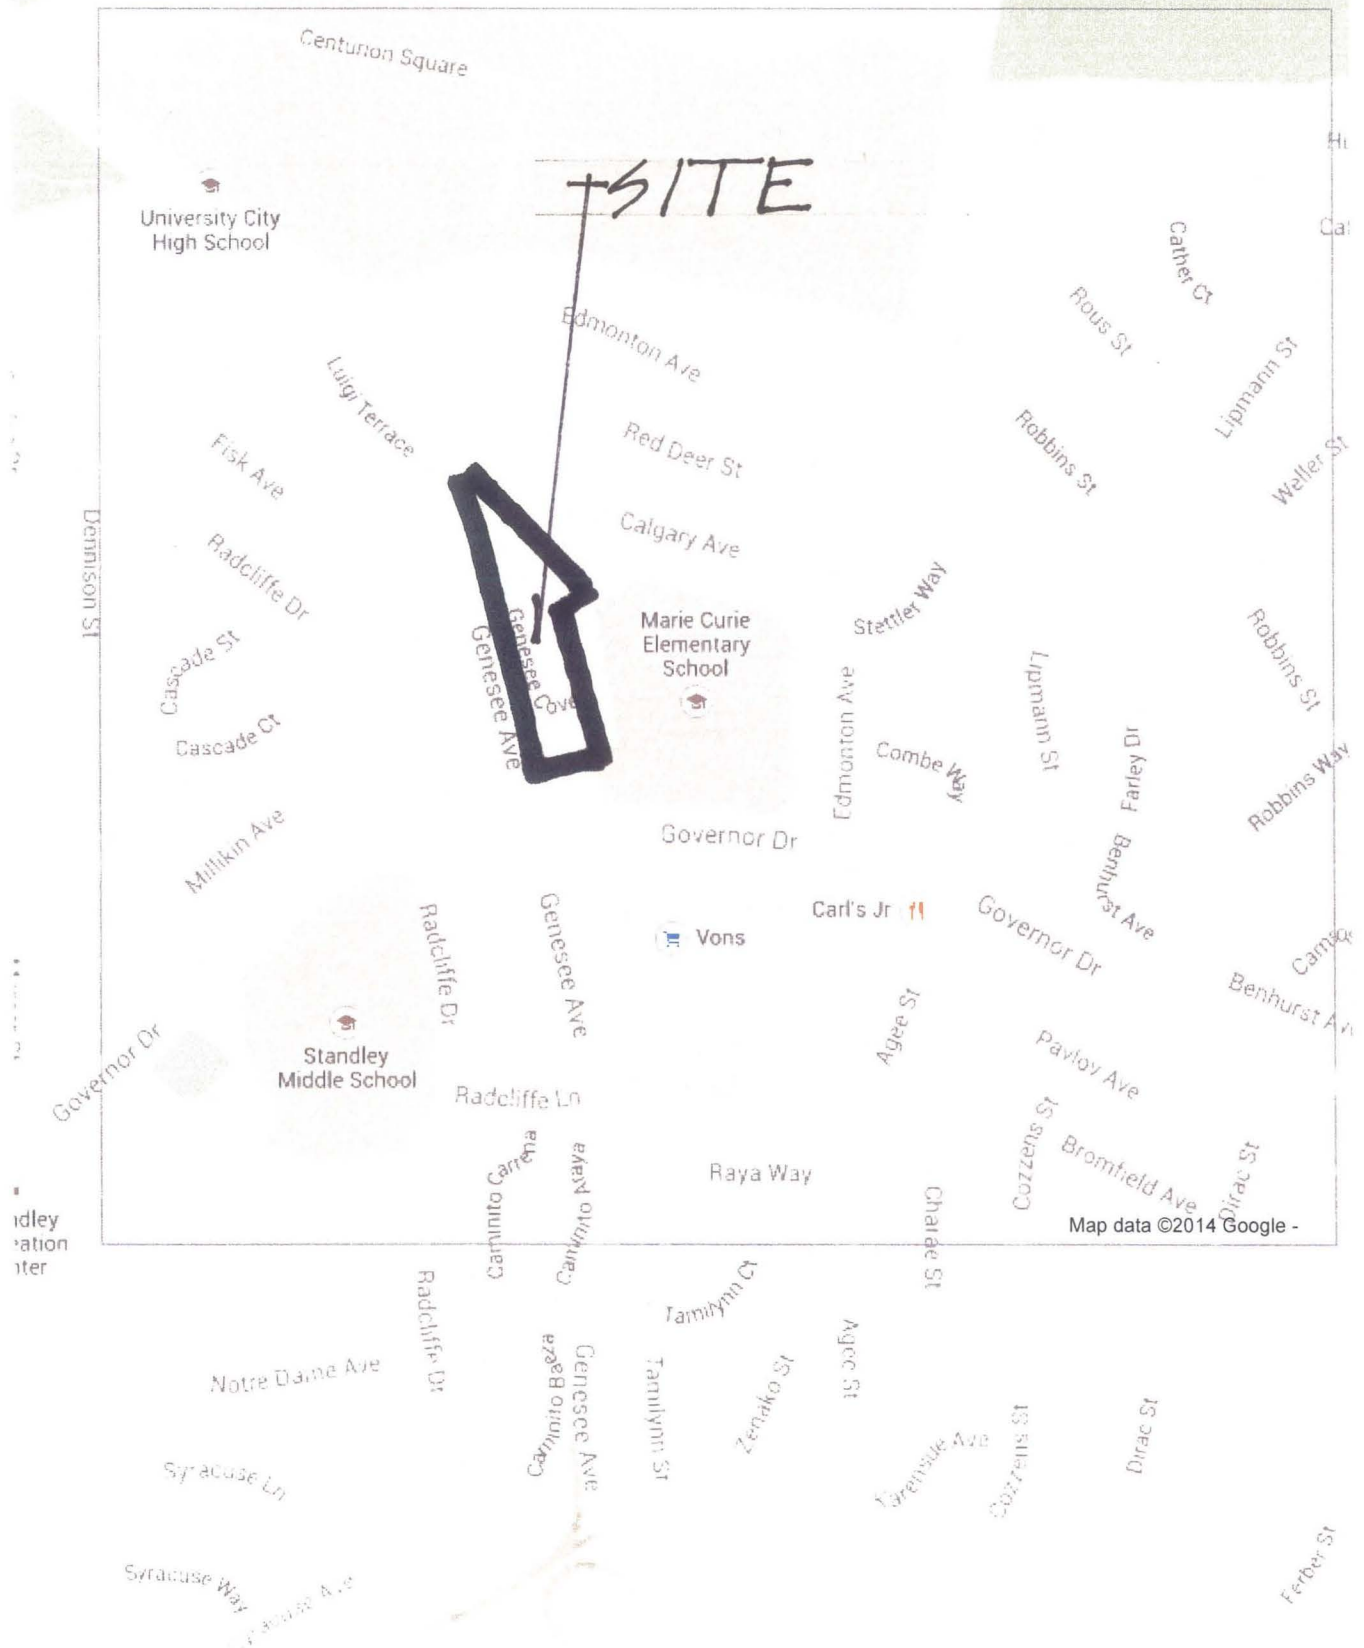 Centurion Square
SITE
University City
High School
Cather Ct
Rous St
Edmonton Ave
Lipmann St
Luigi Terrace
Red Deer St
Robbins St
Weller St
Fisk Ave
Calgary Ave
Dennison St
Radcliffe Dr
Stettler Way
Marie Curie
Elementary
School
Genesee Cove
Genesee Ave
Cascade St
Robbins St
Lipmann St
Edmonton Ave
Cascade Ct
Combe Way
Farley Dr
Robbins Way
Millikin Ave
Governor Dr
Benhurst Ave
Carl's Jr
Vons
Radcliffe Dr
Genesee Ave
Governor Dr
Benhurst Av
Agee St
Standley
Middle School
Governor Dr
Pavlov Ave
Radcliffe Ln
Cozzens St
Bromfield Ave
Dirac St
Caminito Carrena
Caminito Araya
Raya Way
Charae St
Map data ©2014 Google -
dley
ation
ter
Tamilynn Ct
Radcliffe Dr
Notre Dame Ave
Caminito Baeza
Genesee Ave
Tamilynn St
Zenako St
Agee St
Tarensue Ave
Cozzens St
Dirac St
Syracuse Ln
Syracuse Way
Ferber St